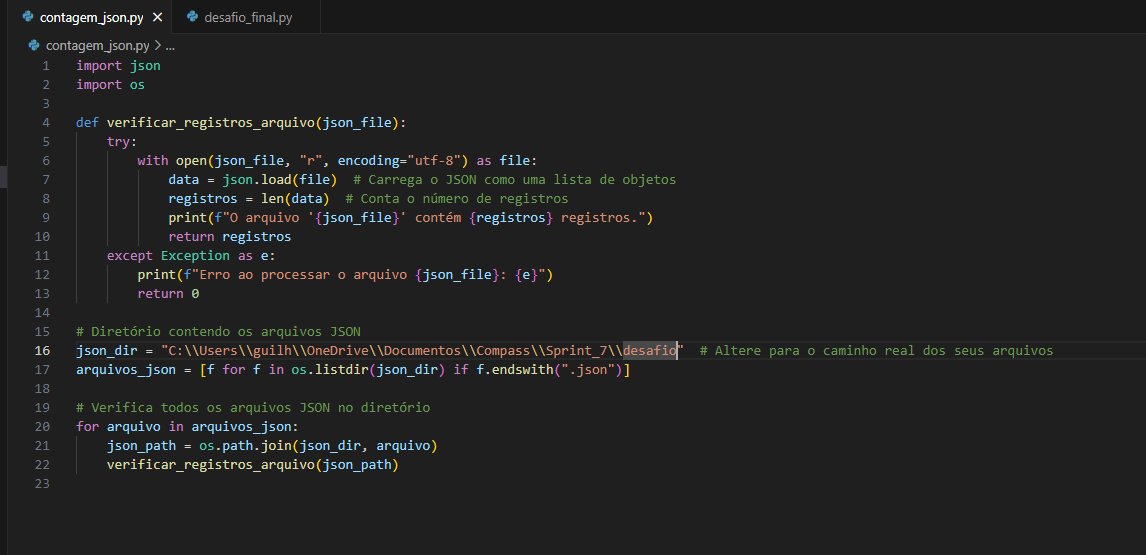 contagem_json.py × desafio_final.py
contagem_json.py > ...
1 import json
2 import os
3
4 def verificar_registros_arquivo(json_file):
5     try:
6         with open(json_file, "r", encoding="utf-8") as file:
7             data = json.load(file)  # Carrega o JSON como uma lista de objetos
8             registros = len(data)  # Conta o número de registros
9             print(f"O arquivo '{json_file}' contém {registros} registros.")
10             return registros
11     except Exception as e:
12         print(f"Erro ao processar o arquivo {json_file}: {e}")
13         return 0
14
15 # Diretório contendo os arquivos JSON
16 json_dir = "C:\\Users\\guilh\\OneDrive\\Documentos\\Compass\\Sprint_7\\desafio"  # Altere para o caminho real dos seus arquivos
17 arquivos_json = [f for f in os.listdir(json_dir) if f.endswith(".json")]
18
19 # Verifica todos os arquivos JSON no diretório
20 for arquivo in arquivos_json:
21     json_path = os.path.join(json_dir, arquivo)
22     verificar_registros_arquivo(json_path)
23